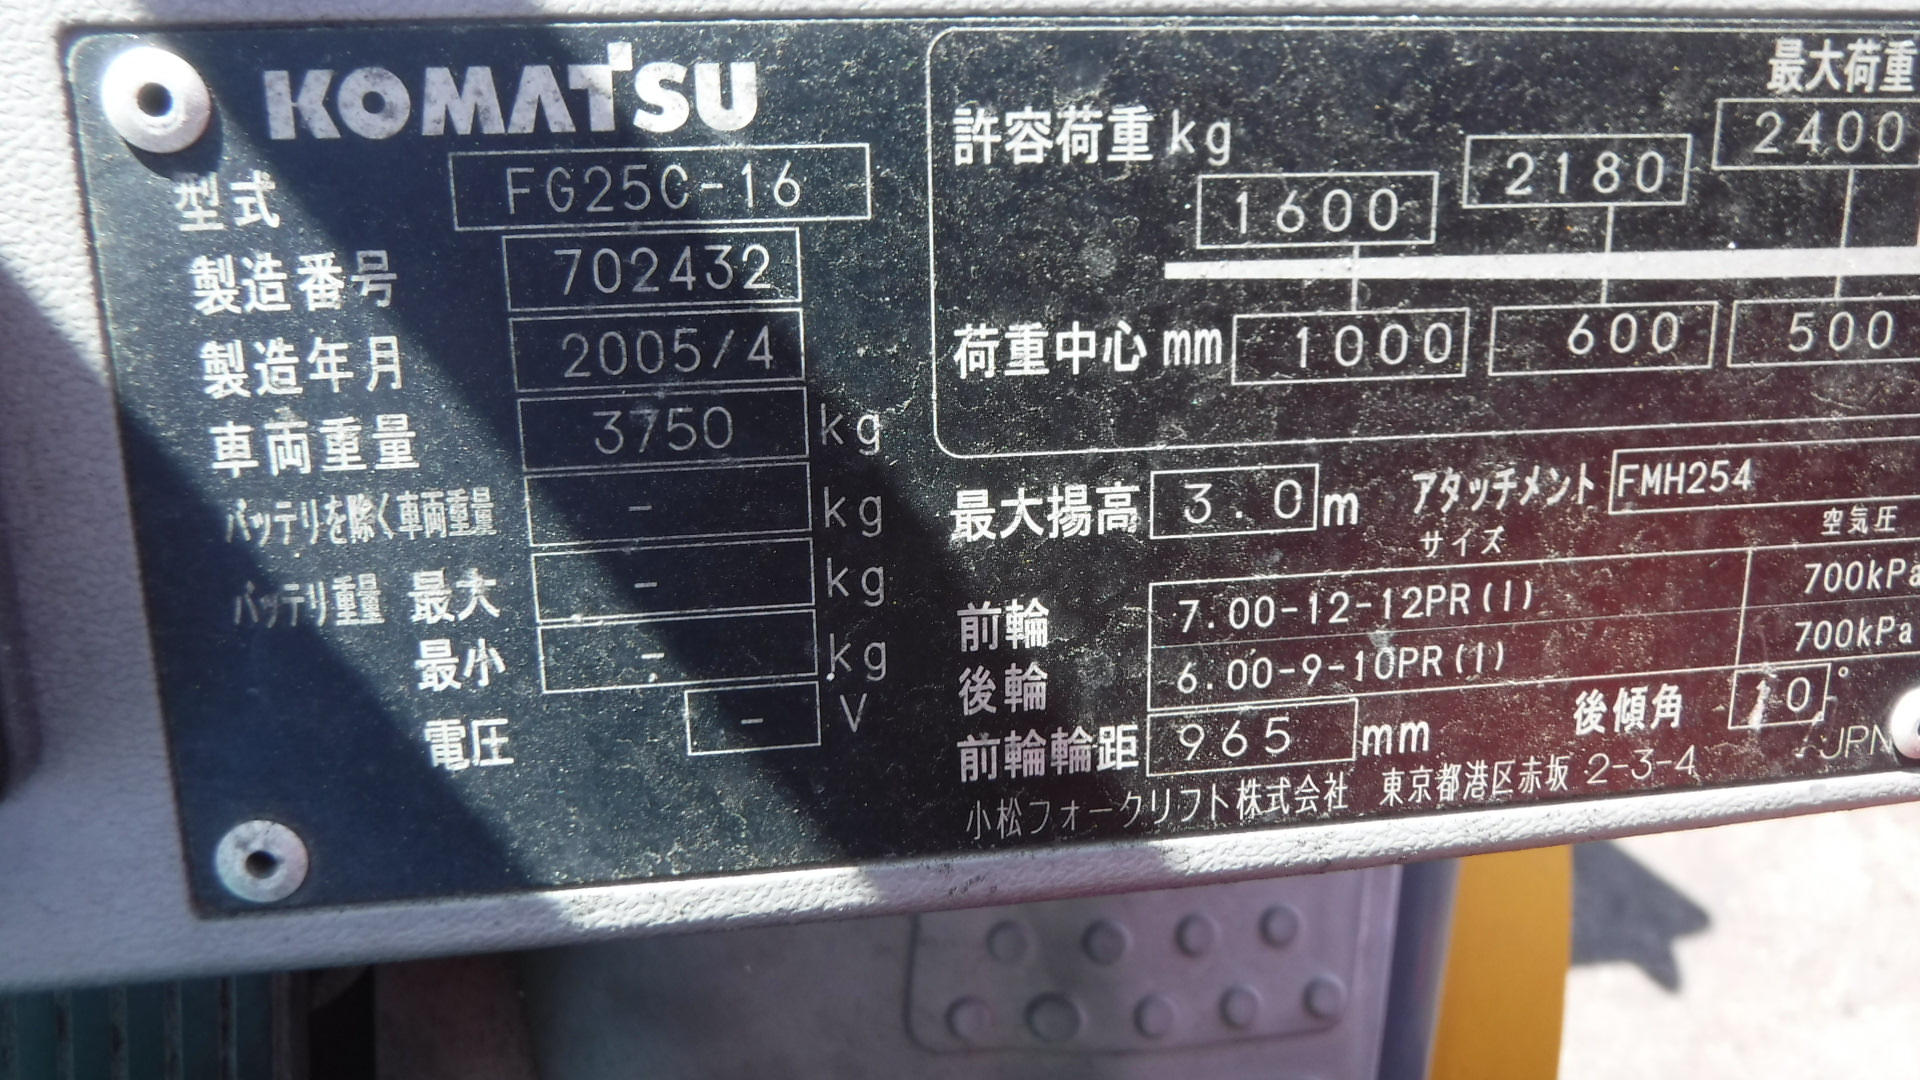 KOMATSU
型式 FG25C-16
製造番号 702432
製造年月 2005/4
車両重量 3750 kg
バッテリを除く車両重量 - kg
バッテリ重量 最大 - kg
最小 - kg
電圧 - V
最大荷重
許容荷重 kg 1600 2180 2400
荷重中心 mm 1000 600 500
最大揚高 3.0 m アタッチメント FMH254
サイズ 空気圧
前輪 7.00-12-12PR(I) 700kPa
後輪 6.00-9-10PR(I) 700kPa
前輪輪距 965 mm 後傾角 10°
小松フォークリフト株式会社 東京都港区赤坂 2-3-4 JPN